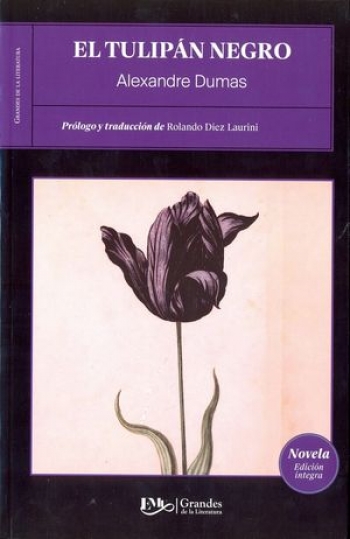 GRANDES DE LA LITERATURA
EL TULIPÁN NEGRO
Alexandre Dumas
Prólogo y traducción de Rolando Diez Laurini
Novela
Edición
íntegra
EMU
Grandes
de la Literatura